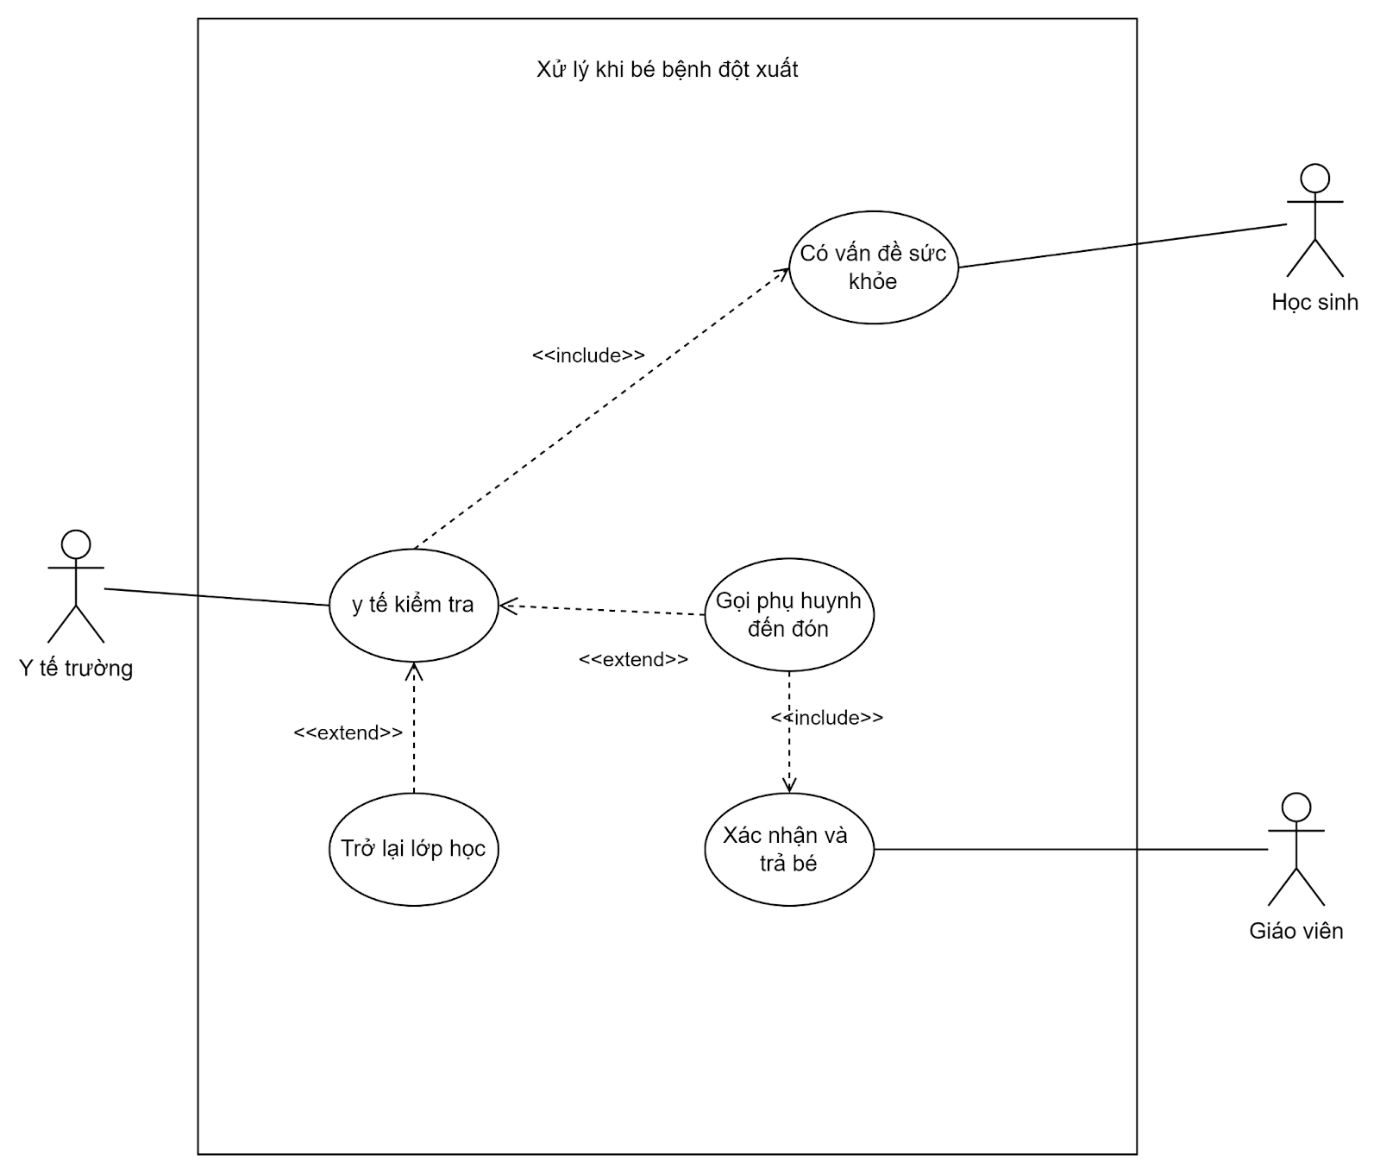 Xử lý khi bé bệnh đột xuất
Có vấn đề sức
khỏe
Học sinh
<<include>>
y tế kiểm tra
Gọi phụ huynh
đến đón
Y tế trường
<<extend>>
<<include>>
<<extend>>
Trở lại lớp học
Xác nhận và
trả bé
Giáo viên